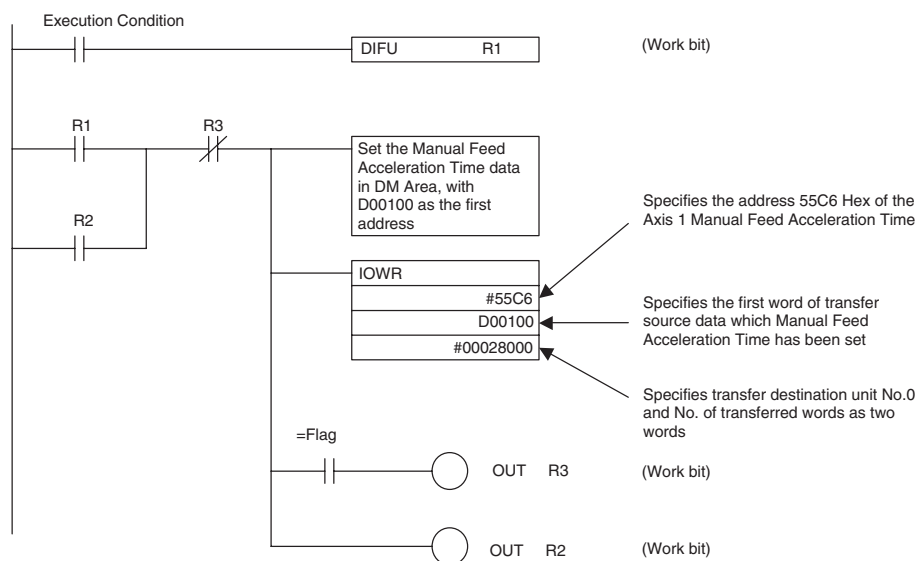 Execution Condition
DIFU R1 (Work bit)
R1 R3
Set the Manual Feed
Acceleration Time data
in DM Area, with
D00100 as the first
address
R2
Specifies the address 55C6 Hex of the
Axis 1 Manual Feed Acceleration Time
IOWR
#55C6
D00100
#00028000
Specifies the first word of transfer
source data which Manual Feed
Acceleration Time has been set
Specifies transfer destination unit No.0
and No. of transferred words as two
words
=Flag
OUT R3 (Work bit)
OUT R2 (Work bit)